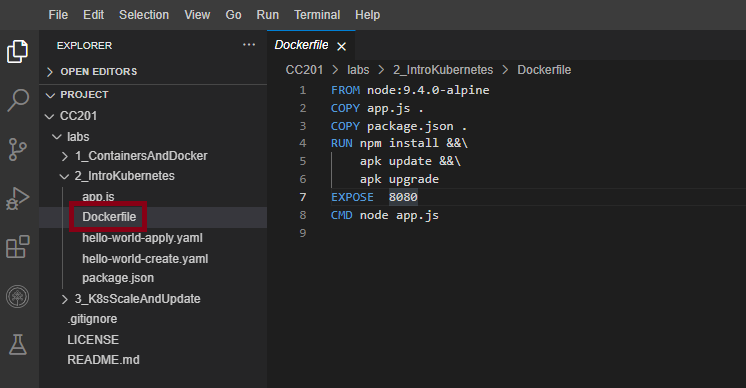 File Edit Selection View Go Run Terminal Help
EXPLORER ...
OPEN EDITORS
PROJECT
CC201
labs
1_ContainersAndDocker
2_IntroKubernetes
app.js
Dockerfile
hello-world-apply.yaml
hello-world-create.yaml
package.json
3_K8sScaleAndUpdate
.gitignore
LICENSE
README.md
Dockerfile ×
CC201 > labs > 2_IntroKubernetes > Dockerfile
1 FROM node:9.4.0-alpine
2 COPY app.js .
3 COPY package.json .
4 RUN npm install &&\
5 apk update &&\
6 apk upgrade
7 EXPOSE  8080
8 CMD node app.js
9